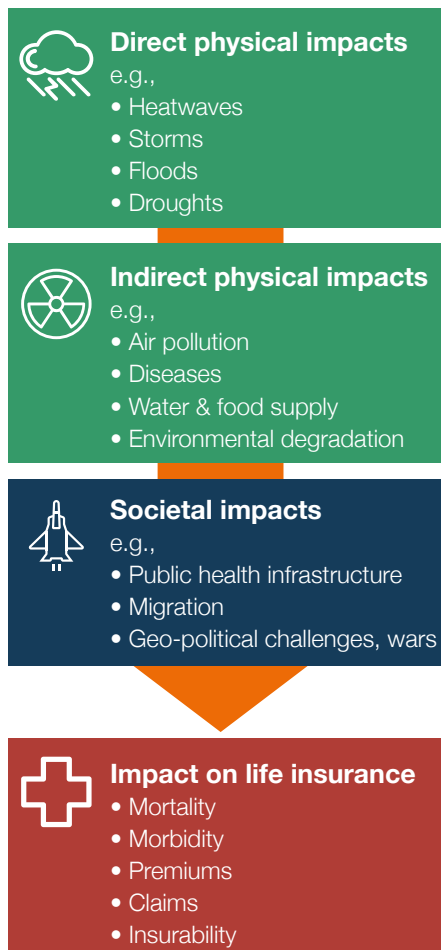 Direct physical impacts
e.g.,
• Heatwaves
• Storms
• Floods
• Droughts
Indirect physical impacts
e.g.,
• Air pollution
• Diseases
• Water & food supply
• Environmental degradation
Societal impacts
e.g.,
• Public health infrastructure
• Migration
• Geo-political challenges, wars
Impact on life insurance
• Mortality
• Morbidity
• Premiums
• Claims
• Insurability